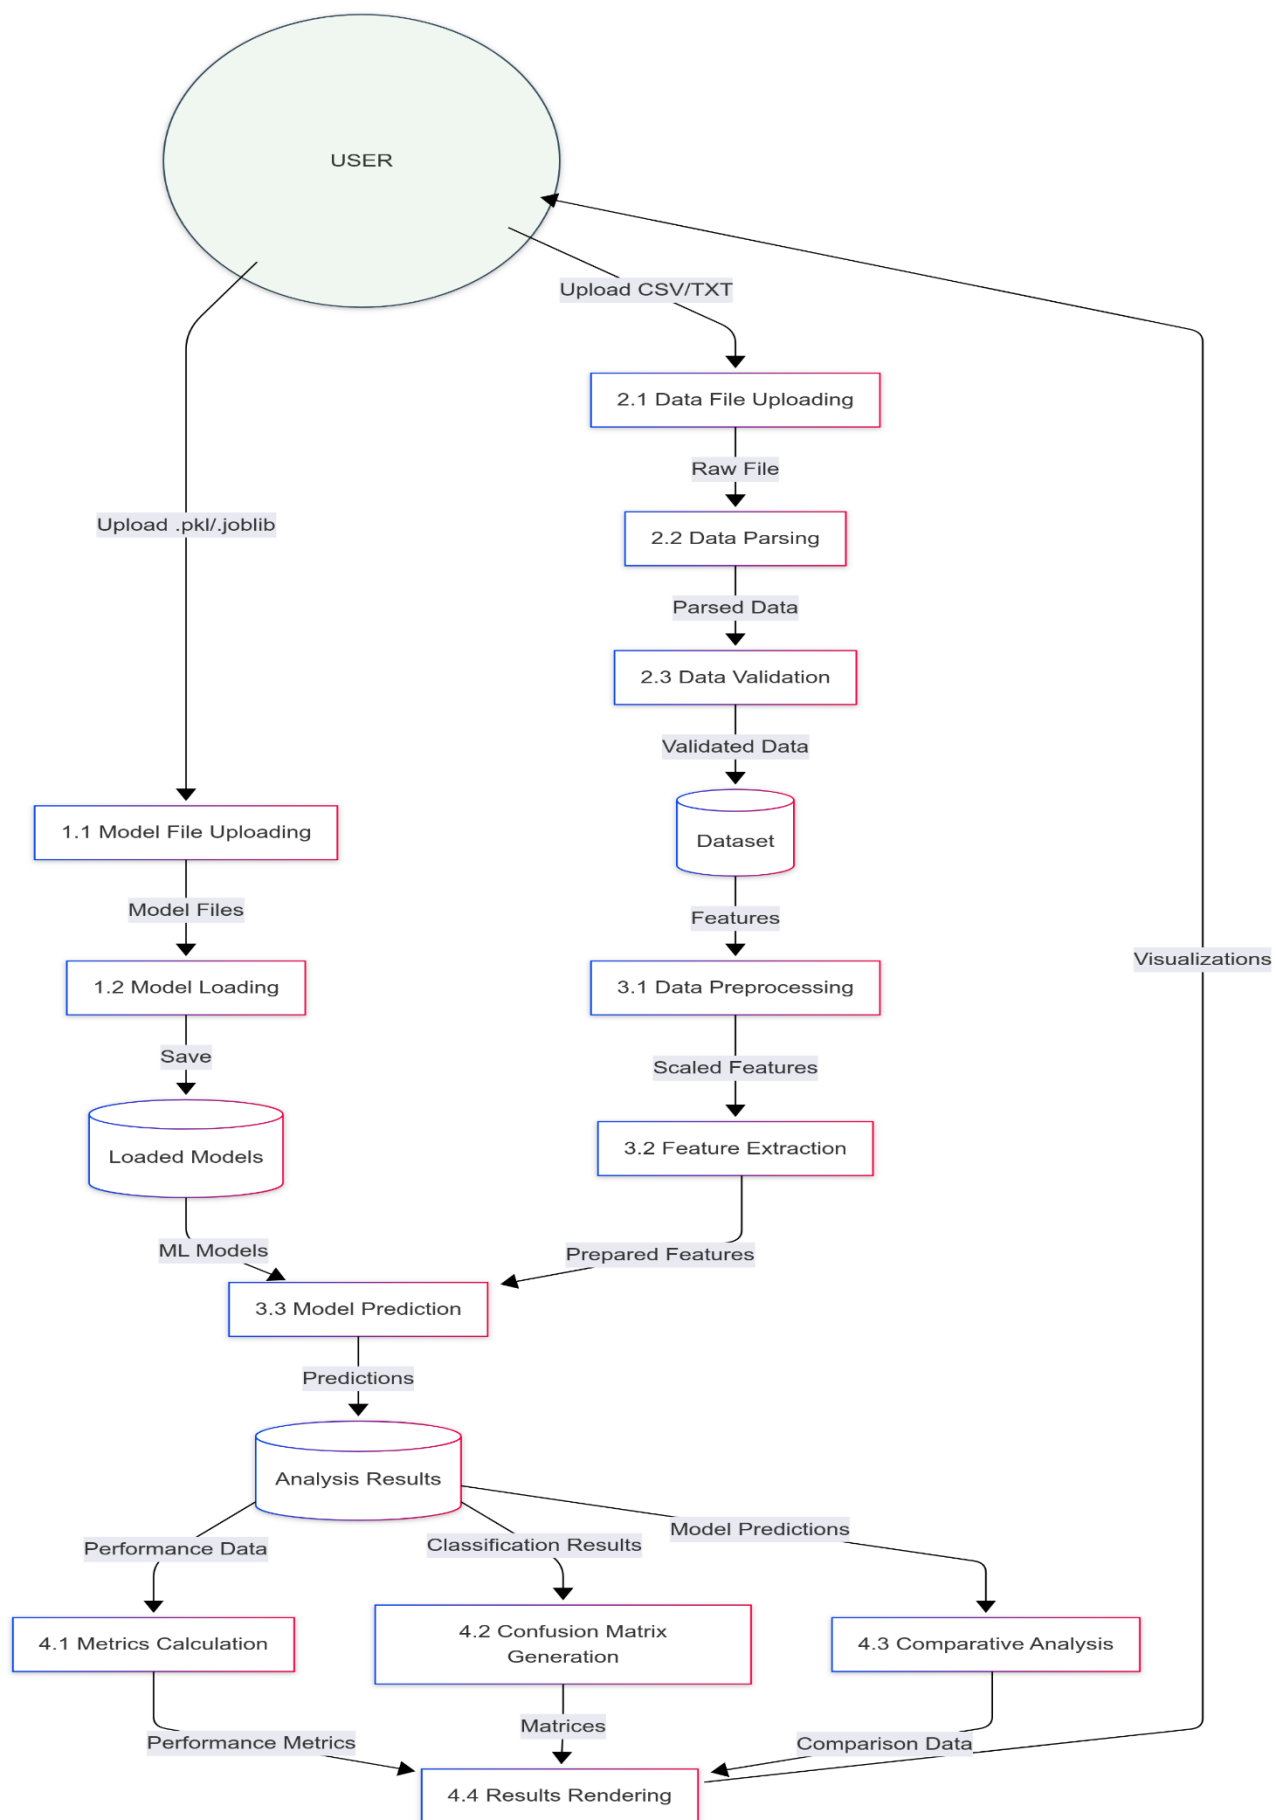 USER
Upload CSV/TXT
2.1 Data File Uploading
Raw File
Upload .pkl/.joblib
2.2 Data Parsing
Parsed Data
2.3 Data Validation
Validated Data
1.1 Model File Uploading
Dataset
Model Files
Features
Visualizations
1.2 Model Loading
3.1 Data Preprocessing
Save
Scaled Features
Loaded Models
3.2 Feature Extraction
ML Models
Prepared Features
3.3 Model Prediction
Predictions
Analysis Results
Performance Data
Classification Results
Model Predictions
4.1 Metrics Calculation
4.2 Confusion Matrix
Generation
4.3 Comparative Analysis
Performance Metrics
Matrices
Comparison Data
4.4 Results Rendering